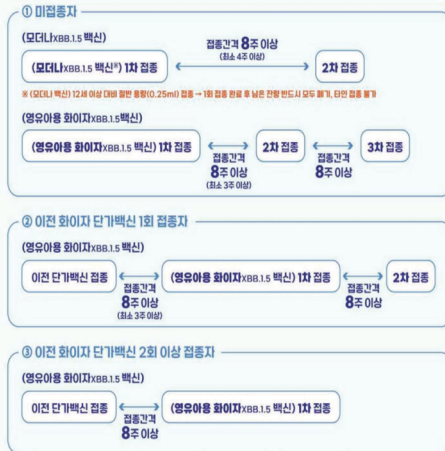 ① 미접종자
(모더나XBB.1.5 백신)
(모더나XBB.1.5 백신※) 1차 접종
접종간격 8주 이상
(최소 4주 이상)
2차 접종
※ (모더나 백신) 12세 이상 대비 절반 용량(0.25ml) 접종 → 1회 접종 완료 후 남은 잔량 반드시 모두 폐기, 타인 접종 불가
(영유아용 화이자XBB.1.5백신)
(영유아용 화이자XBB.1.5 백신) 1차 접종
접종간격
8주 이상
(최소 3주 이상)
2차 접종
접종간격
8주 이상
3차 접종
② 이전 화이자 단가백신 1회 접종자
(영유아용 화이자XBB.1.5 백신)
이전 단가백신 접종
접종간격
8주 이상
(최소 3주 이상)
(영유아용 화이자XBB.1.5 백신) 1차 접종
접종간격
8주 이상
2차 접종
③ 이전 화이자 단가백신 2회 이상 접종자
(영유아용 화이자XBB.1.5 백신)
이전 단가백신 접종
접종간격
8주 이상
(영유아용 화이자XBB.1.5 백신) 1차 접종